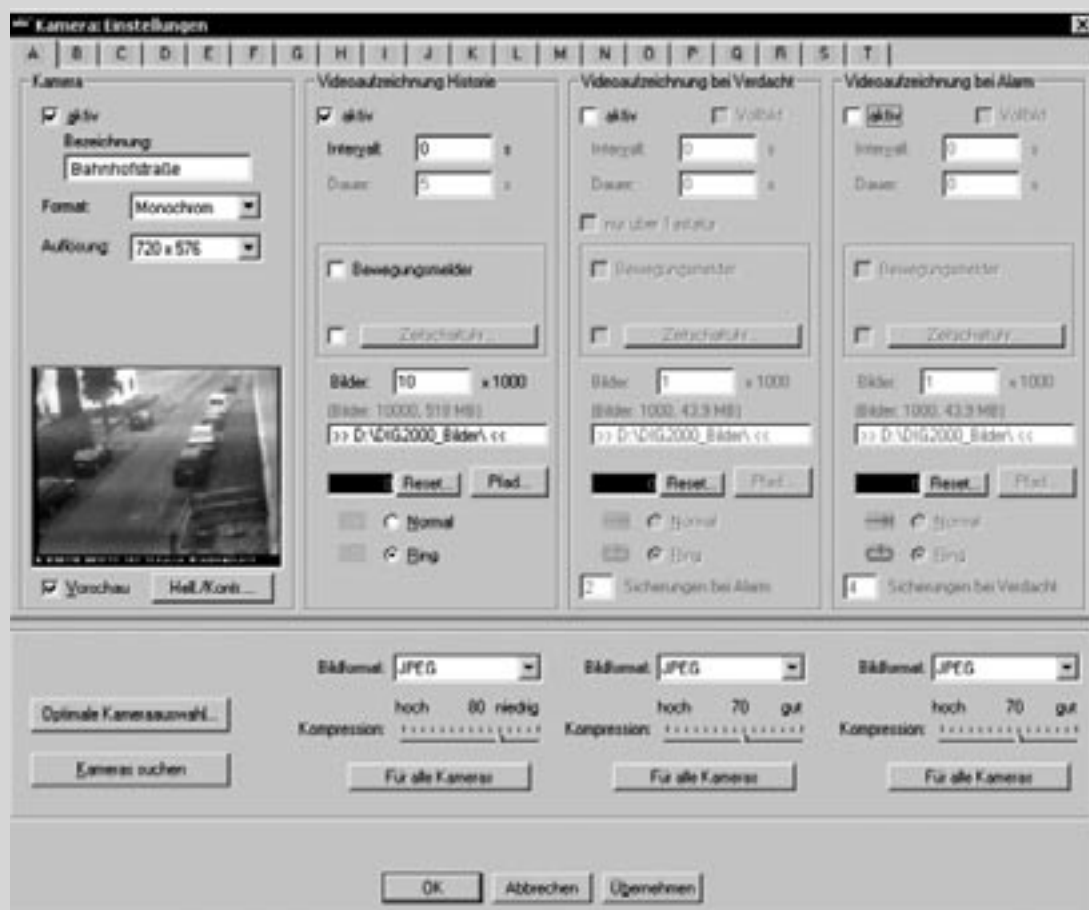 Kamera: Einstellungen
A B C D E F G H I J K L M N O P Q R S T
Kamera
aktiv
Bezeichnung:
Bahnhofstraße
Format: Monochrom
Auflösung: 720 x 576
Vorschau Hell./Kontr. ...
Videoaufzeichnung Historie
aktiv
Intervall: 0 s
Dauer: 5 s
Bewegungsmelder
Zeitschaltuhr...
Bilder: 10 x 1000
(Bilder: 10000, 519 MB)
>> D:\DIG2000_Bilder\ <<
0 Reset... Pfad...
Normal
Ring
Videoaufzeichnung bei Verdacht
aktiv Vollbild
Intervall: 0 s
Dauer: 0 s
nur über Tastatur
Bewegungsmelder
Zeitschaltuhr...
Bilder: 1 x 1000
(Bilder: 1000, 43.9 MB)
>> D:\DIG2000_Bilder\ <<
0 Reset... Pfad...
Normal
Ring
2 Sicherungen bei Alarm
Videoaufzeichnung bei Alarm
aktiv Vollbild
Intervall: 0 s
Dauer: 0 s
Bewegungsmelder
Zeitschaltuhr...
Bilder: 1 x 1000
(Bilder: 1000, 43.9 MB)
>> D:\DIG2000_Bilder\ <<
0 Reset... Pfad...
Normal
Ring
4 Sicherungen bei Verdacht
Optimale Kameraauswahl...
Kameras suchen
Bildformat: JPEG
hoch 80 niedrig
Kompression:
Für alle Kameras
Bildformat: JPEG
hoch 70 gut
Kompression:
Für alle Kameras
Bildformat: JPEG
hoch 70 gut
Kompression:
Für alle Kameras
OK Abbrechen Übernehmen